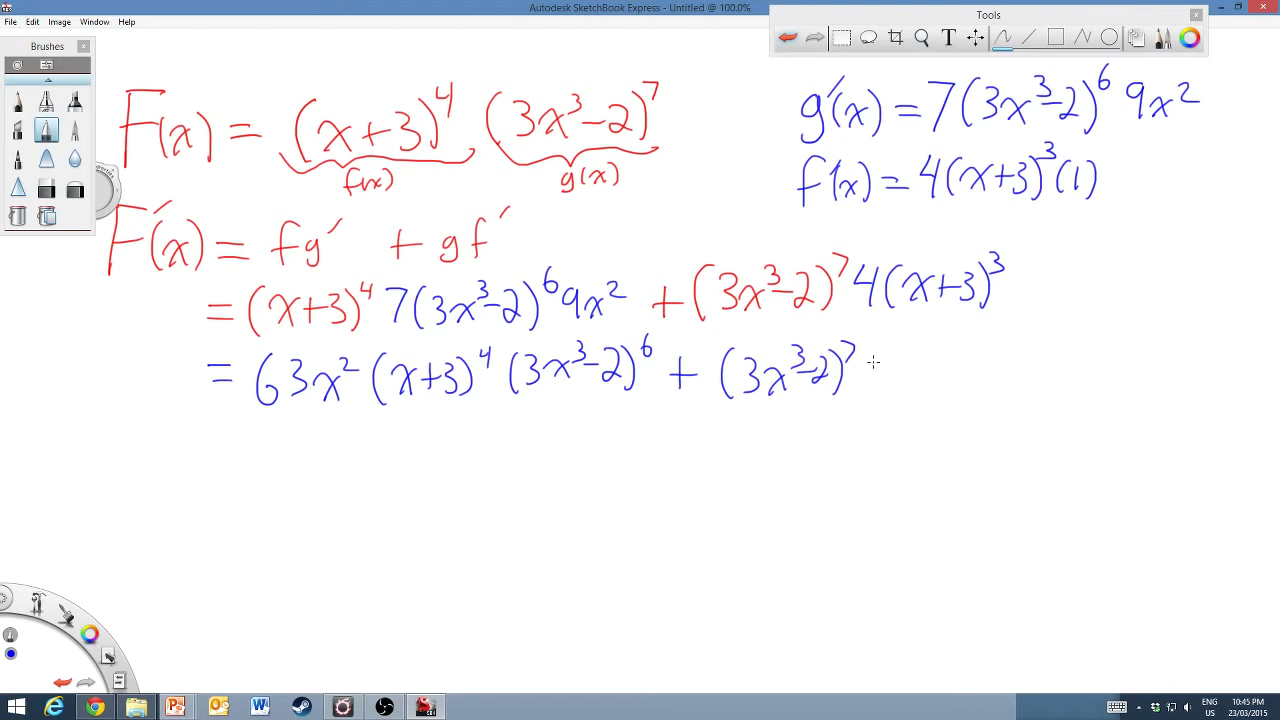 Autodesk SketchBook Express - Untitled @ 100.0%
File Edit Image Window Help
Brushes
Tools
T
F(x) = (x+3)⁴ (3x³-2)⁷
f(x) g(x)
g'(x) = 7(3x³-2)⁶ 9x²
f'(x) = 4(x+3)³(1)
F'(x) = fg' + gf'
= (x+3)⁴ 7(3x³-2)⁶ 9x² + (3x³-2)⁷ 4(x+3)³
= 63x² (x+3)⁴ (3x³-2)⁶ + (3x³-2)⁷
ENG
US
10:45 PM
23/03/2015